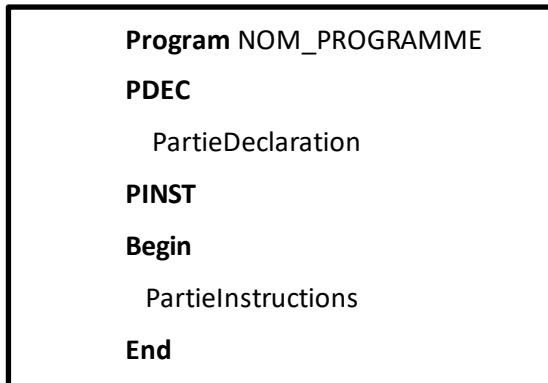 Program NOM_PROGRAMME
PDEC
PartieDeclaration
PINST
Begin
PartieInstructions
End